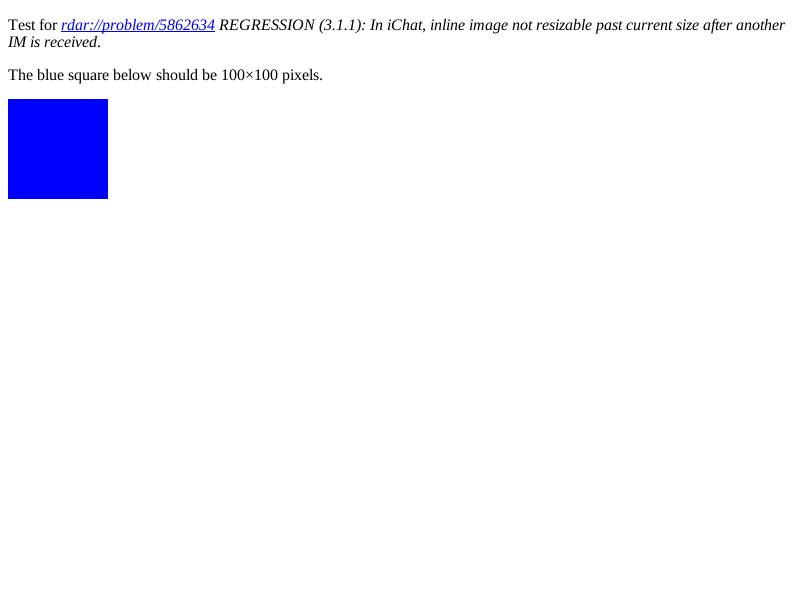 Test for rdar://problem/5862634 REGRESSION (3.1.1): In iChat, inline image not resizable past current size after another
IM is received.
The blue square below should be 100×100 pixels.